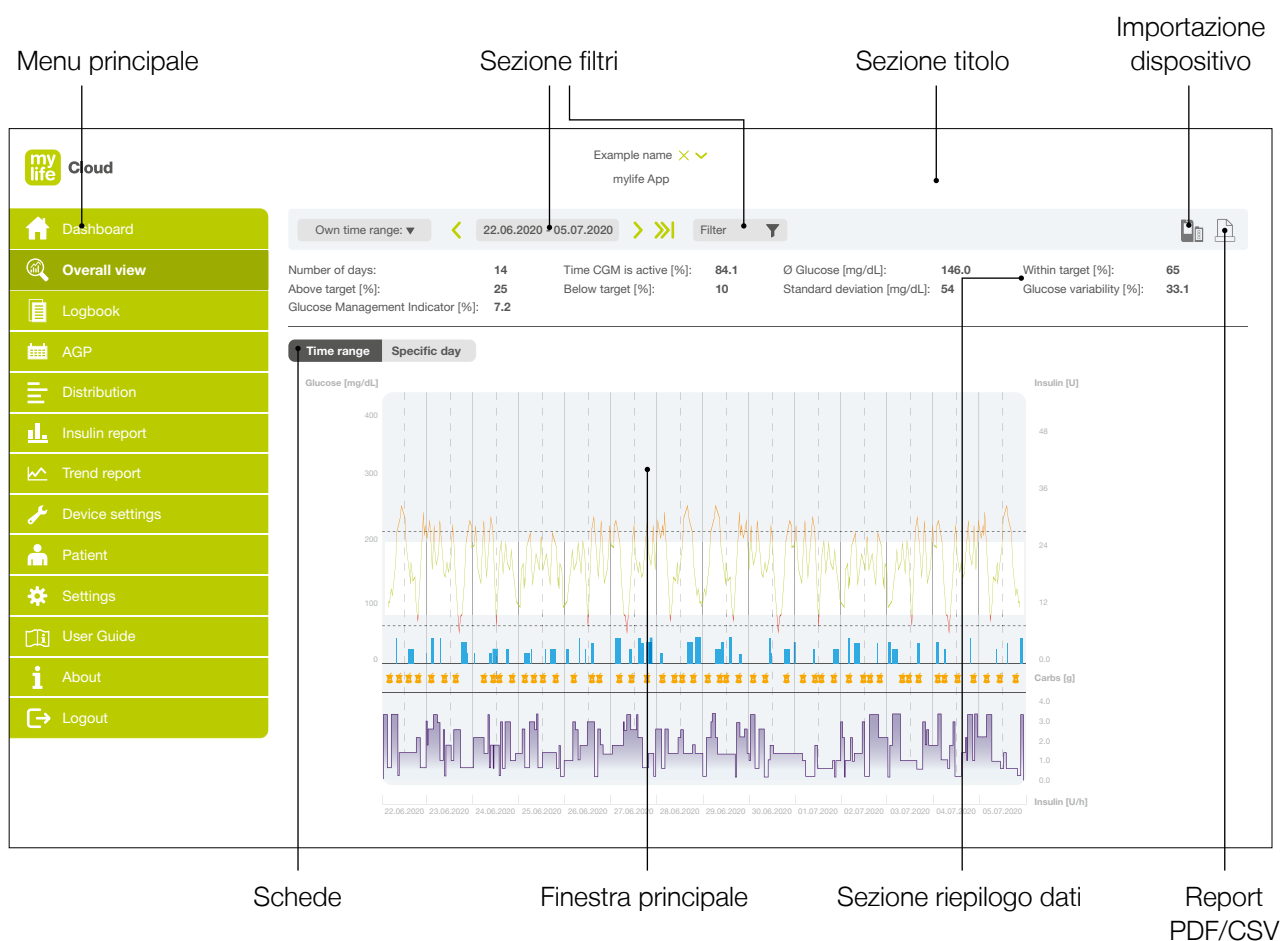 Importazione
dispositivo
Menu principale
Sezione filtri
Sezione titolo
my
life
Cloud
Example name
mylife App
Dashboard
Overall view
Logbook
AGP
Distribution
Insulin report
Trend report
Device settings
Patient
Settings
User Guide
About
Logout
Own time range: ▼
22.06.2020 - 05.07.2020
Filter
Number of days: 14 Time CGM is active [%]: 84.1 Ø Glucose [mg/dL]: 146.0 Within target [%]: 65
Above target [%]: 25 Below target [%]: 10 Standard deviation [mg/dL]: 54 Glucose variability [%]: 33.1
Glucose Management Indicator [%]: 7.2
Time range Specific day
Glucose [mg/dL] Insulin [U]
400
48
300
36
200
24
100
12
0 0.0
Carbs [g]
4.0
3.0
2.0
1.0
0.0
Insulin [U/h]
22.06.2020 23.06.2020 24.06.2020 25.06.2020 26.06.2020 27.06.2020 28.06.2020 29.06.2020 30.06.2020 01.07.2020 02.07.2020 03.07.2020 04.07.2020 05.07.2020
Schede
Finestra principale
Sezione riepilogo dati
Report
PDF/CSV